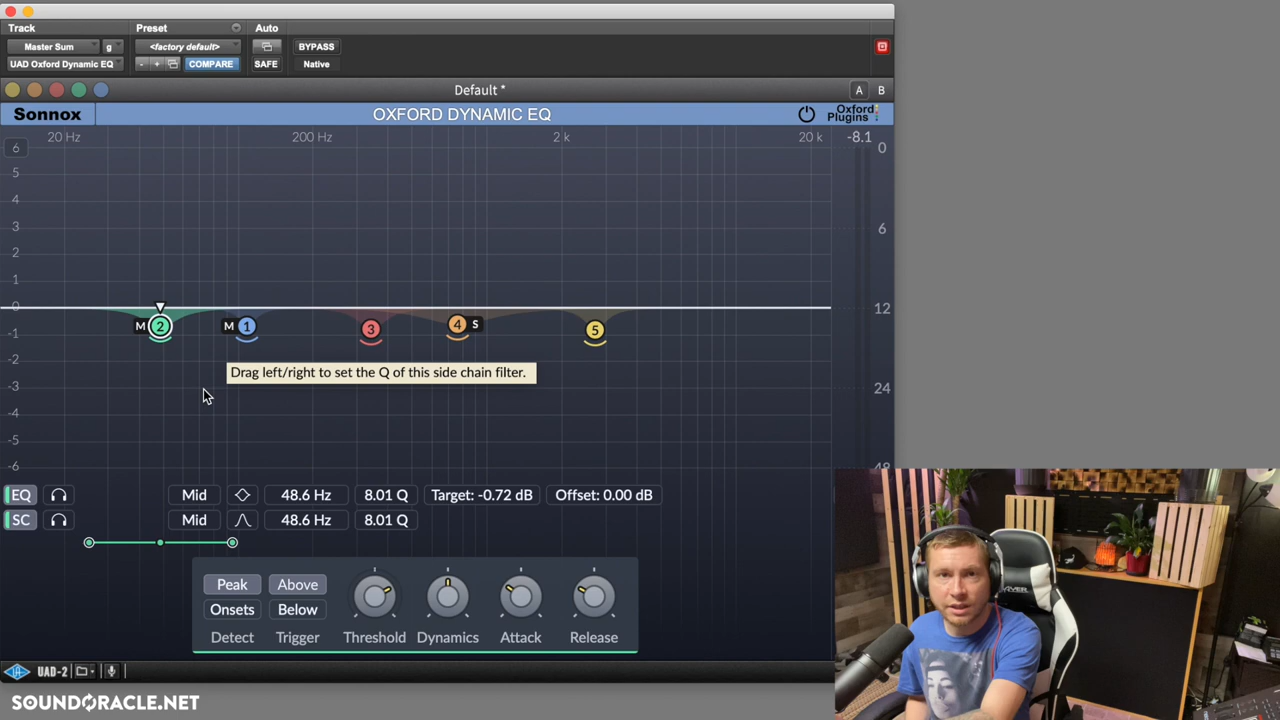 Track Preset Auto
Master Sum g <factory default> BYPASS
UAD Oxford Dynamic EQ - + COMPARE SAFE Native
Default * A B
Sonnox OXFORD DYNAMIC EQ Oxford Plugins
20 Hz 200 Hz 2 k 20 k -8.1 0
6
5
4
3 6
2
1
0 12
M 2 M 1 3 4 S 5
-1
-2
Drag left/right to set the Q of this side chain filter.
-3 24
-4
-5
-6 48
EQ Mid 48.6 Hz 8.01 Q Target: -0.72 dB Offset: 0.00 dB
SC Mid 48.6 Hz 8.01 Q
Peak Above
Onsets Below
Detect Trigger Threshold Dynamics Attack Release
UAD-2
SOUNDORACLE.NET